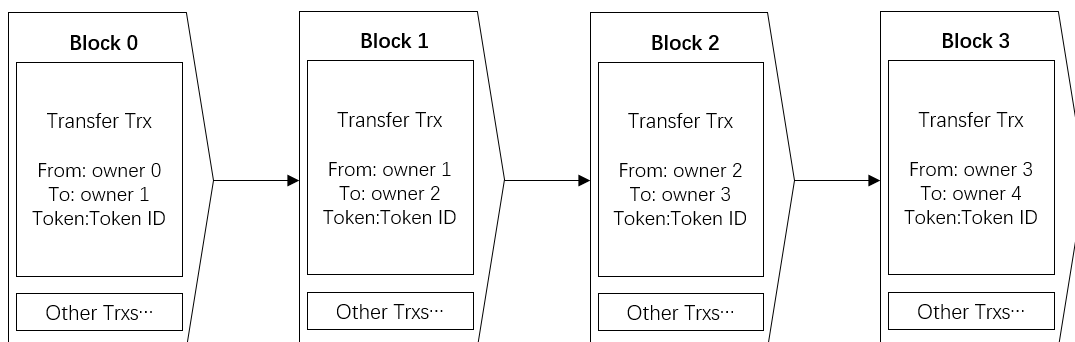 Block 0
Transfer Trx
From: owner 0
To: owner 1
Token:Token ID
Other Trxs···
Block 1
Transfer Trx
From: owner 1
To: owner 2
Token:Token ID
Other Trxs···
Block 2
Transfer Trx
From: owner 2
To: owner 3
Token:Token ID
Other Trxs···
Block 3
Transfer Trx
From: owner 3
To: owner 4
Token:Token ID
Other Trxs···